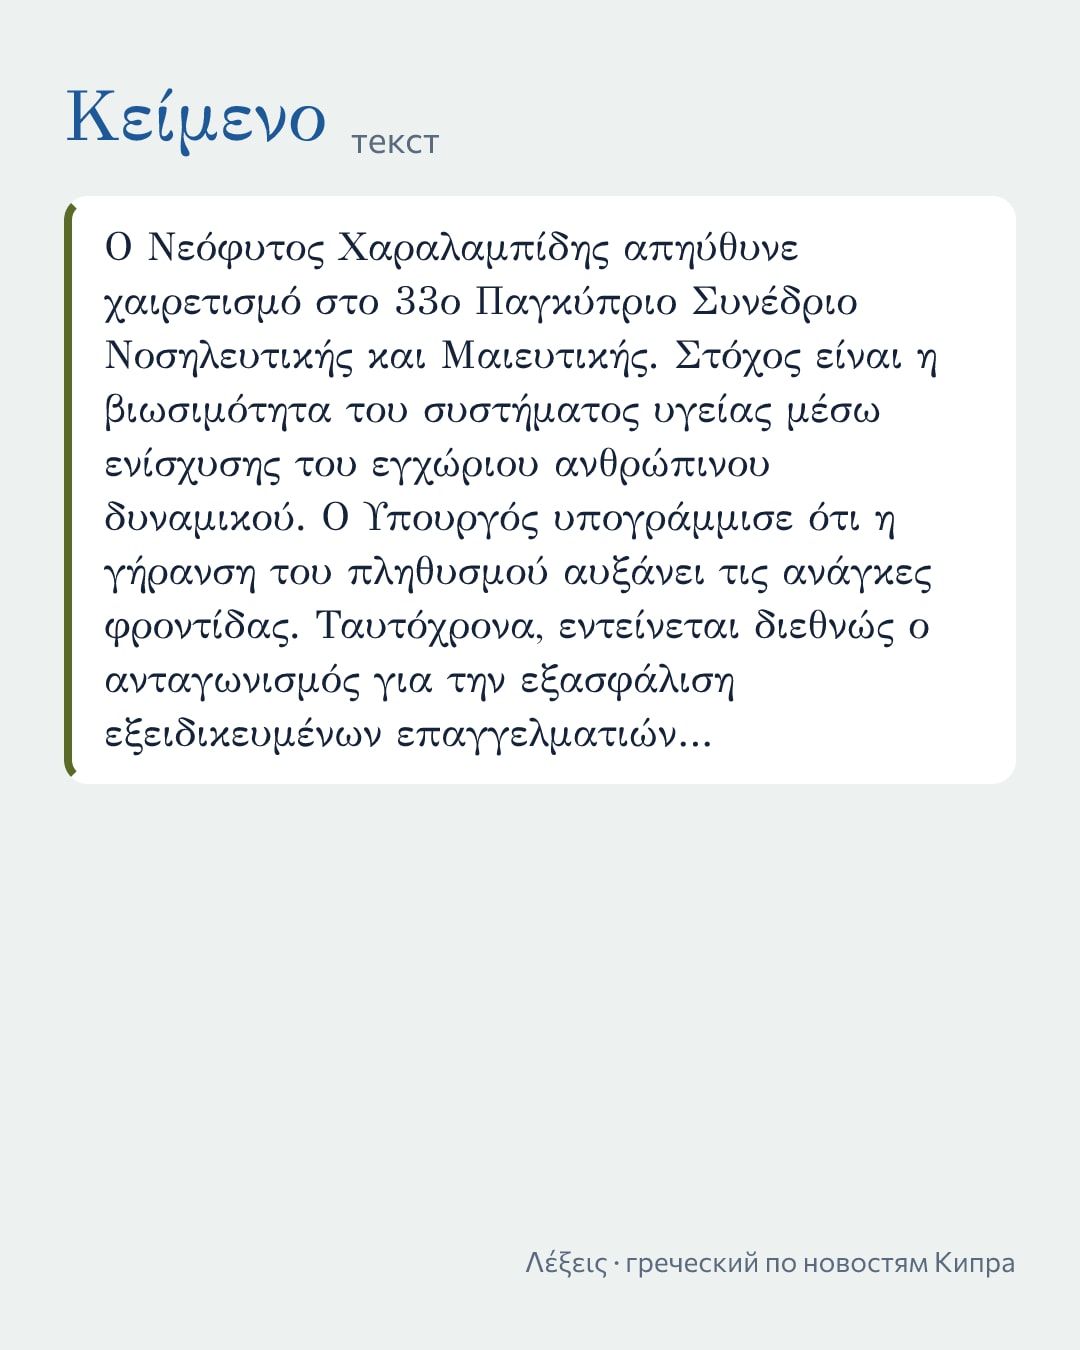 Κείμενο текст
Ο Νεόφυτος Χαραλαμπίδης απηύθυνε
χαιρετισμό στο 33ο Παγκύπριο Συνέδριο
Νοσηλευτικής και Μαιευτικής. Στόχος είναι η
βιωσιμότητα του συστήματος υγείας μέσω
ενίσχυσης του εγχώριου ανθρώπινου
δυναμικού. Ο Υπουργός υπογράμμισε ότι η
γήρανση του πληθυσμού αυξάνει τις ανάγκες
φροντίδας. Ταυτόχρονα, εντείνεται διεθνώς ο
ανταγωνισμός για την εξασφάλιση
εξειδικευμένων επαγγελματιών...
Λέξεις · греческий по новостям Кипра